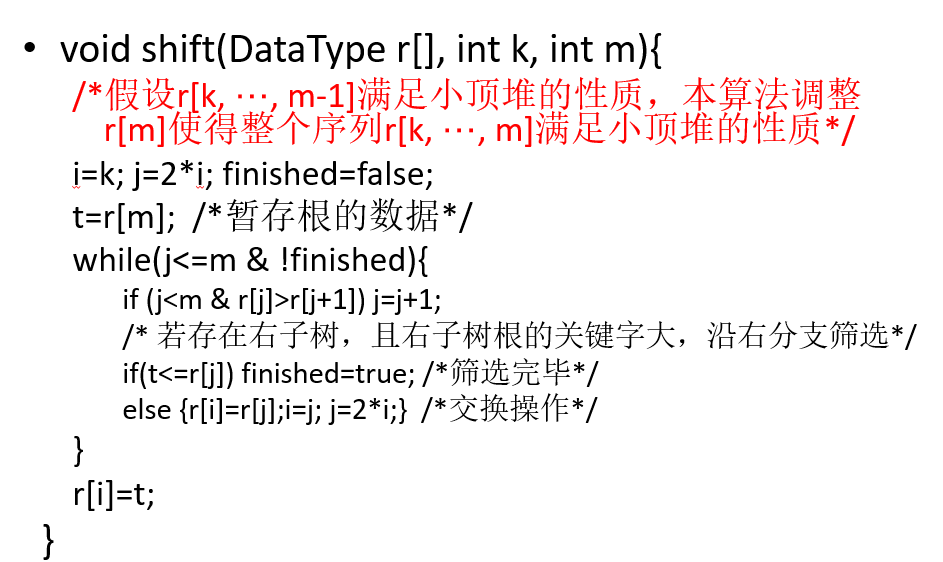 • void shift(DataType r[], int k, int m){
/*假设r[k, ⋯, m-1]满足小顶堆的性质，本算法调整
r[m]使得整个序列r[k, ⋯, m]满足小顶堆的性质*/
i=k; j=2*i; finished=false;
t=r[m]; /*暂存根的数据*/
while(j<=m & !finished){
if (j<m & r[j]>r[j+1]) j=j+1;
/* 若存在右子树，且右子树根的关键字大，沿右分支筛选*/
if(t<=r[j]) finished=true; /*筛选完毕*/
else {r[i]=r[j];i=j; j=2*i;} /*交换操作*/
}
r[i]=t;
}